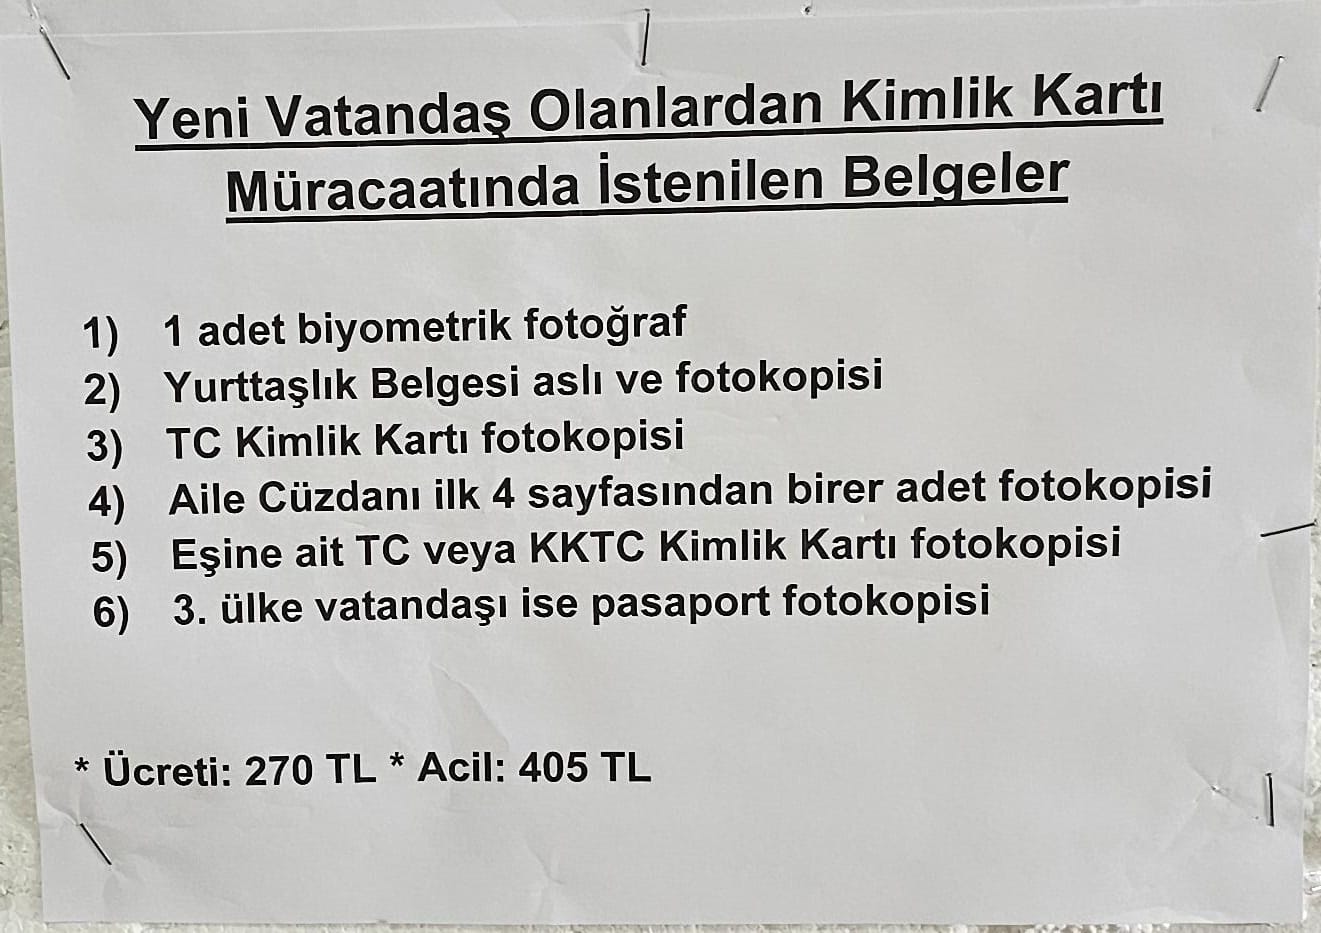 Yeni Vatandaş Olanlardan Kimlik Kartı
Müracaatında İstenilen Belgeler
1) 1 adet biyometrik fotoğraf
2) Yurttaşlık Belgesi aslı ve fotokopisi
3) TC Kimlik Kartı fotokopisi
4) Aile Cüzdanı ilk 4 sayfasından birer adet fotokopisi
5) Eşine ait TC veya KKTC Kimlik Kartı fotokopisi
6) 3. ülke vatandaşı ise pasaport fotokopisi
* Ücreti: 270 TL * Acil: 405 TL